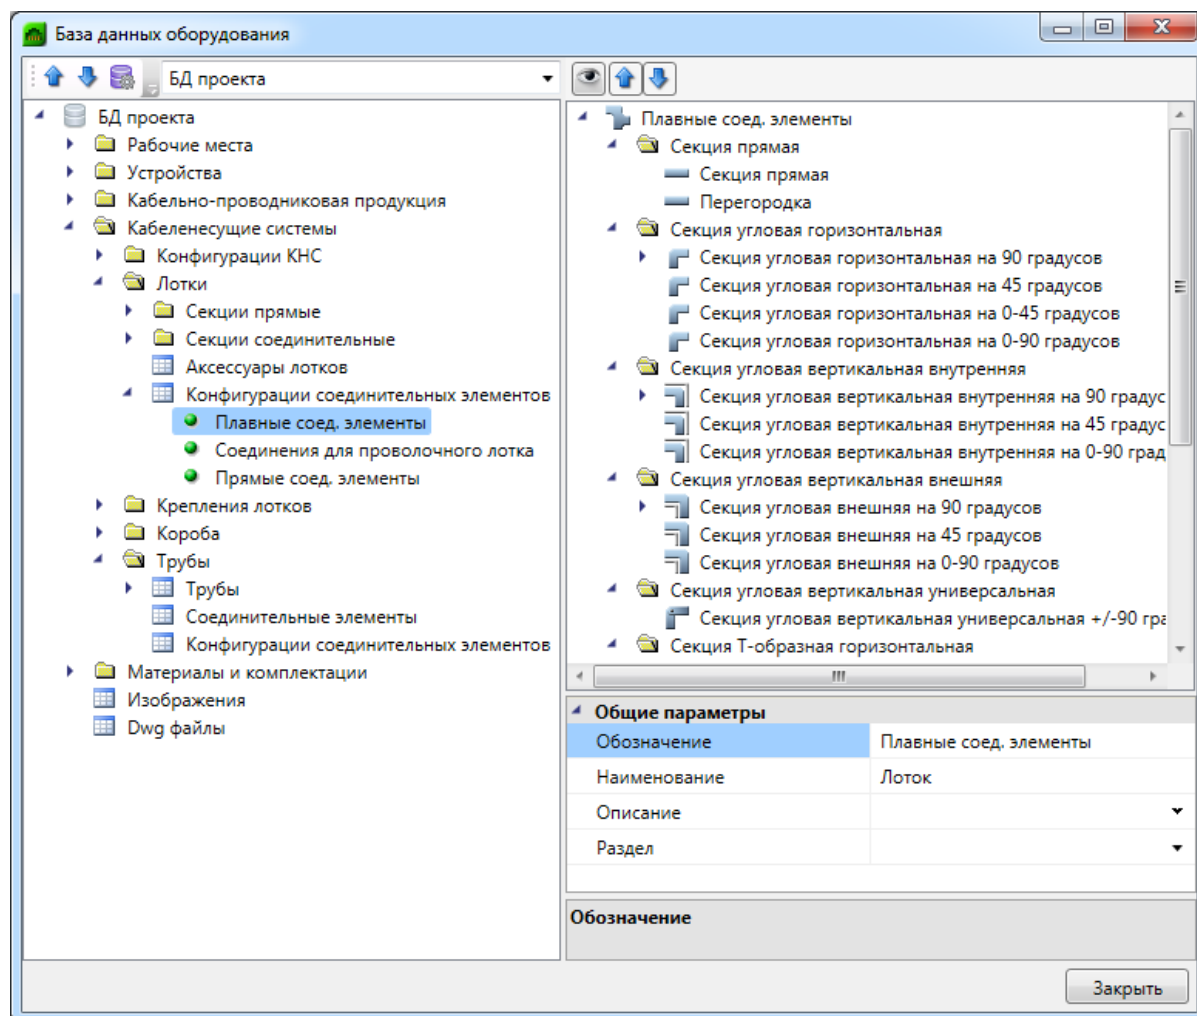 База данных оборудования
БД проекта
БД проекта
Рабочие места
Устройства
Кабельно-проводниковая продукция
Кабеленесущие системы
Конфигурации КНС
Лотки
Секции прямые
Секции соединительные
Аксессуары лотков
Конфигурации соединительных элементов
Плавные соед. элементы
Соединения для проволочного лотка
Прямые соед. элементы
Крепления лотков
Короба
Трубы
Трубы
Соединительные элементы
Конфигурации соединительных элементов
Материалы и комплектации
Изображения
Dwg файлы
Плавные соед. элементы
Секция прямая
Секция прямая
Перегородка
Секция угловая горизонтальная
Секция угловая горизонтальная на 90 градусов
Секция угловая горизонтальная на 45 градусов
Секция угловая горизонтальная на 0-45 градусов
Секция угловая горизонтальная на 0-90 градусов
Секция угловая вертикальная внутренняя
Секция угловая вертикальная внутренняя на 90 градус
Секция угловая вертикальная внутренняя на 45 градус
Секция угловая вертикальная внутренняя на 0-90 град
Секция угловая вертикальная внешняя
Секция угловая внешняя на 90 градусов
Секция угловая внешняя на 45 градусов
Секция угловая внешняя на 0-90 градусов
Секция угловая вертикальная универсальная
Секция угловая вертикальная универсальная +/-90 гра
Секция Т-образная горизонтальная
Общие параметры
Обозначение Плавные соед. элементы
Наименование Лоток
Описание
Раздел
Обозначение
Закрыть